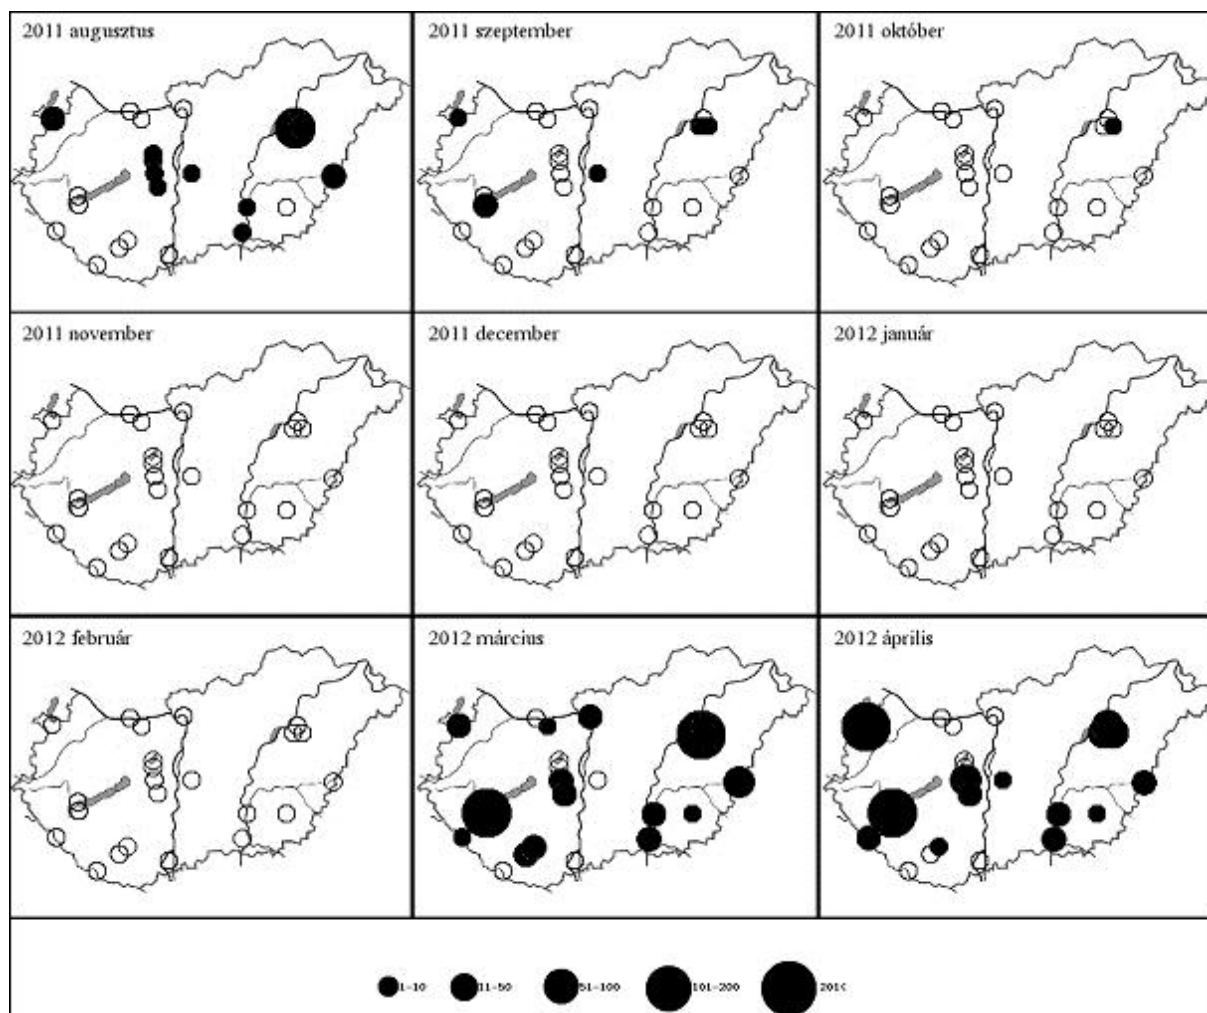 2011 augusztus
2011 szeptember
2011 október
2011 november
2011 december
2012 január
2012 február
2012 március
2012 április
1-10 11-50 51-100 101-200 201<